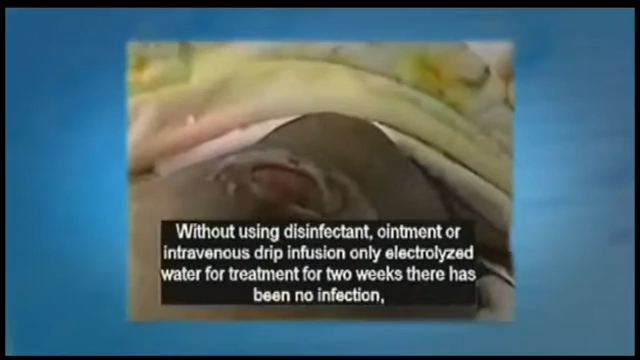 Without using disinfectant, ointment or
intravenous drip infusion only electrolyzed
water for treatment for two weeks there has
been no infection,